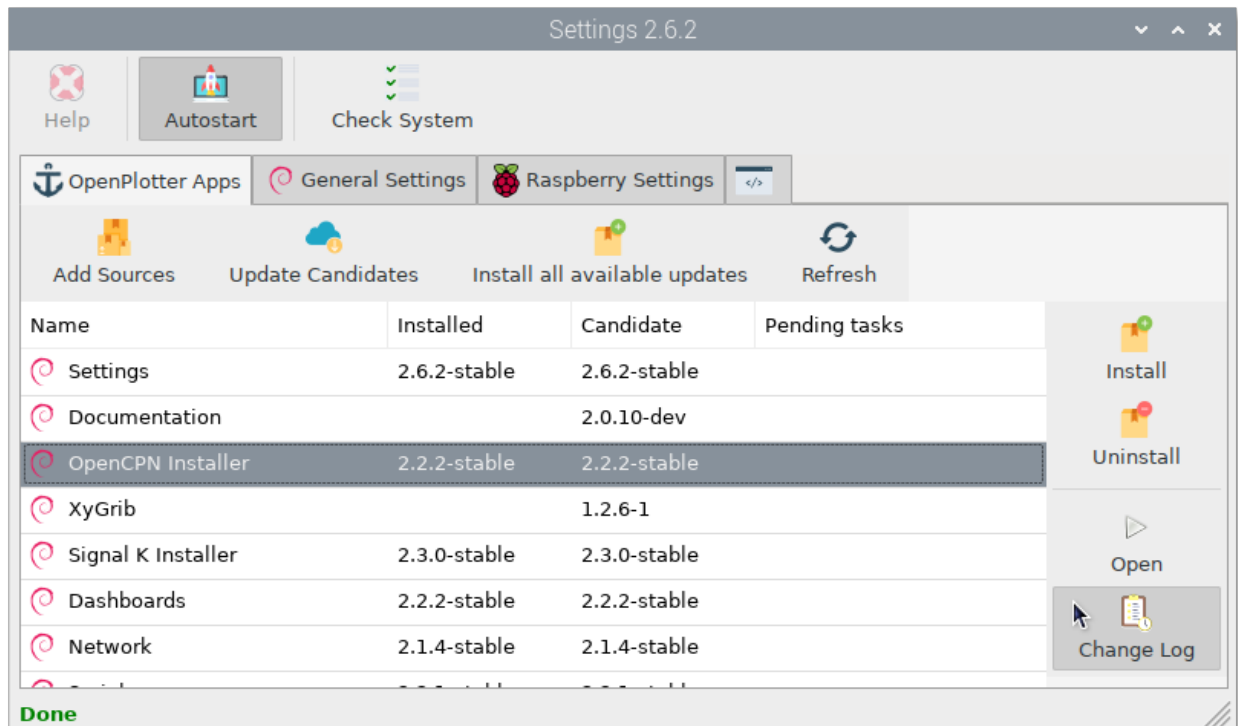 Settings 2.6.2
Help Autostart Check System
OpenPlotter Apps General Settings Raspberry Settings </>
Add Sources Update Candidates Install all available updates Refresh
Name Installed Candidate Pending tasks
Settings 2.6.2-stable 2.6.2-stable
Install
Documentation 2.0.10-dev
OpenCPN Installer 2.2.2-stable 2.2.2-stable
Uninstall
XyGrib 1.2.6-1
Signal K Installer 2.3.0-stable 2.3.0-stable
Open
Dashboards 2.2.2-stable 2.2.2-stable
Network 2.1.4-stable 2.1.4-stable
Change Log
Done